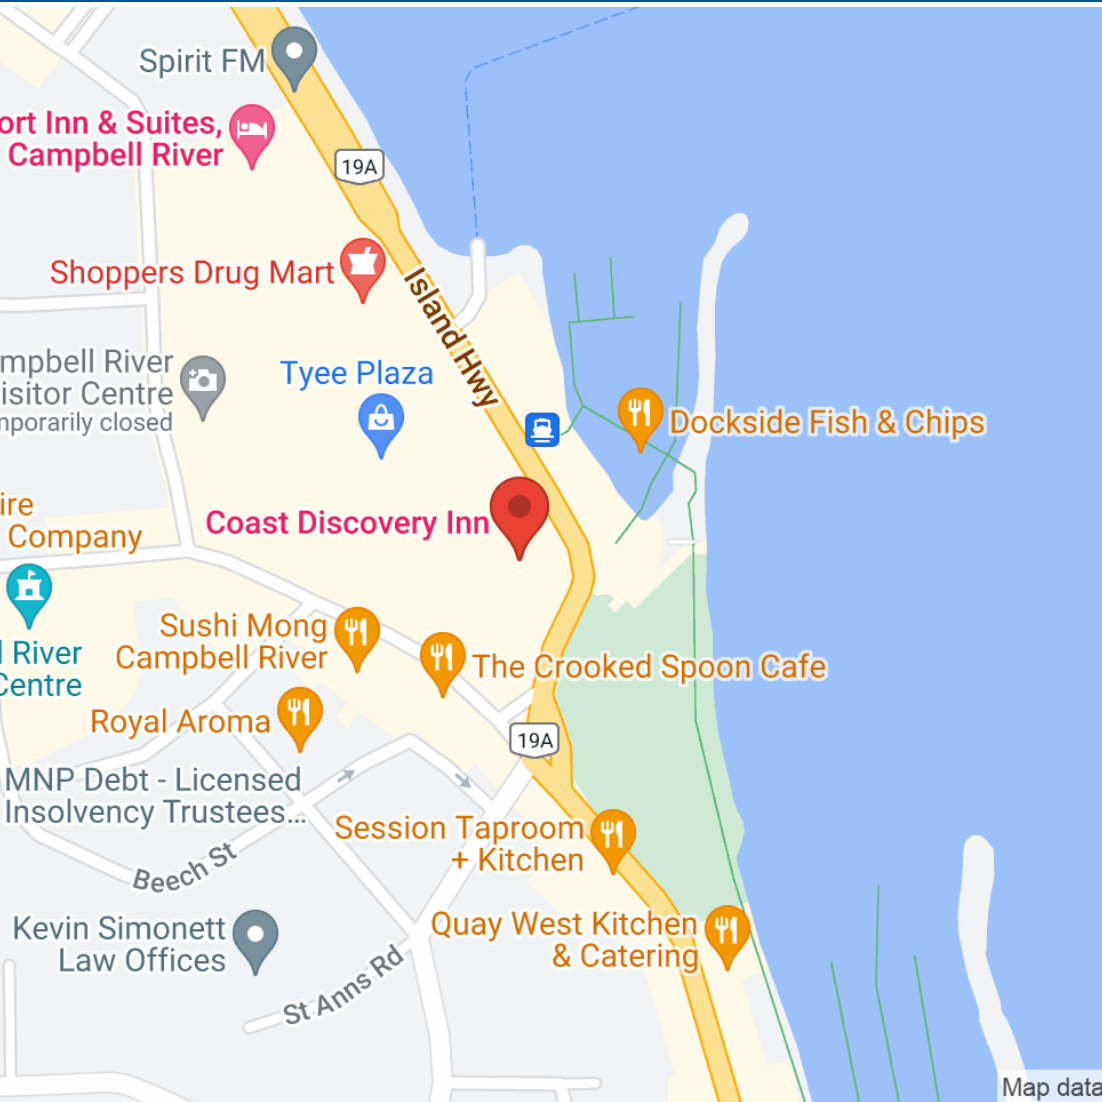 Spirit FM
ort Inn & Suites,
Campbell River
19A
Shoppers Drug Mart
Island Hwy
mpbell River
isitor Centre
mporarily closed
Tyee Plaza
Dockside Fish & Chips
ire
Company
Coast Discovery Inn
Sushi Mong
Campbell River
l River
Centre
The Crooked Spoon Cafe
Royal Aroma
19A
MNP Debt - Licensed
Insolvency Trustees...
Session Taproom
+ Kitchen
Beech St
Quay West Kitchen
& Catering
Kevin Simonett
Law Offices
St Anns Rd
Map data